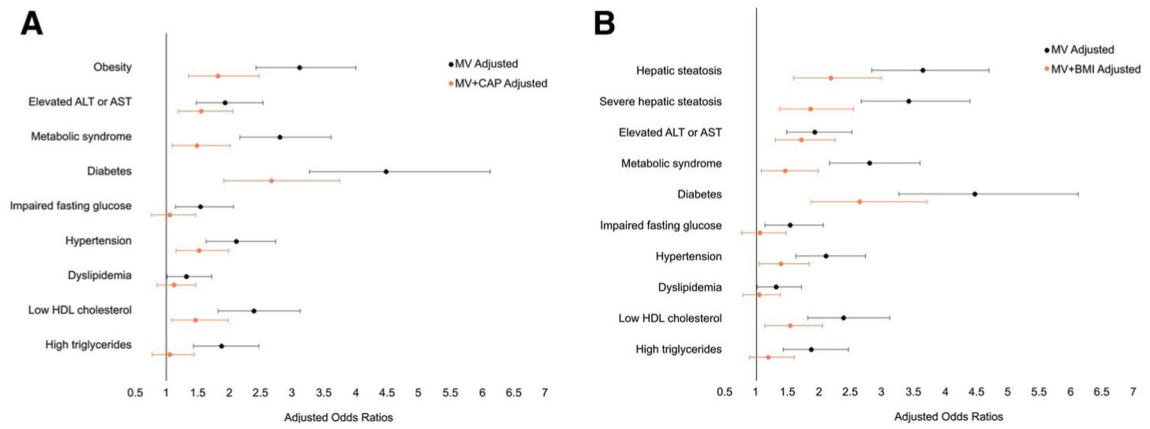 A
MV Adjusted
MV+CAP Adjusted
Obesity
Elevated ALT or AST
Metabolic syndrome
Diabetes
Impaired fasting glucose
Hypertension
Dyslipidemia
Low HDL cholesterol
High triglycerides
0.5 1 1.5 2 2.5 3 3.5 4 4.5 5 5.5 6 6.5 7
Adjusted Odds Ratios
B
MV Adjusted
MV+BMI Adjusted
Hepatic steatosis
Severe hepatic steatosis
Elevated ALT or AST
Metabolic syndrome
Diabetes
Impaired fasting glucose
Hypertension
Dyslipidemia
Low HDL cholesterol
High triglycerides
0.5 1 1.5 2 2.5 3 3.5 4 4.5 5 5.5 6 6.5 7
Adjusted Odds Ratios